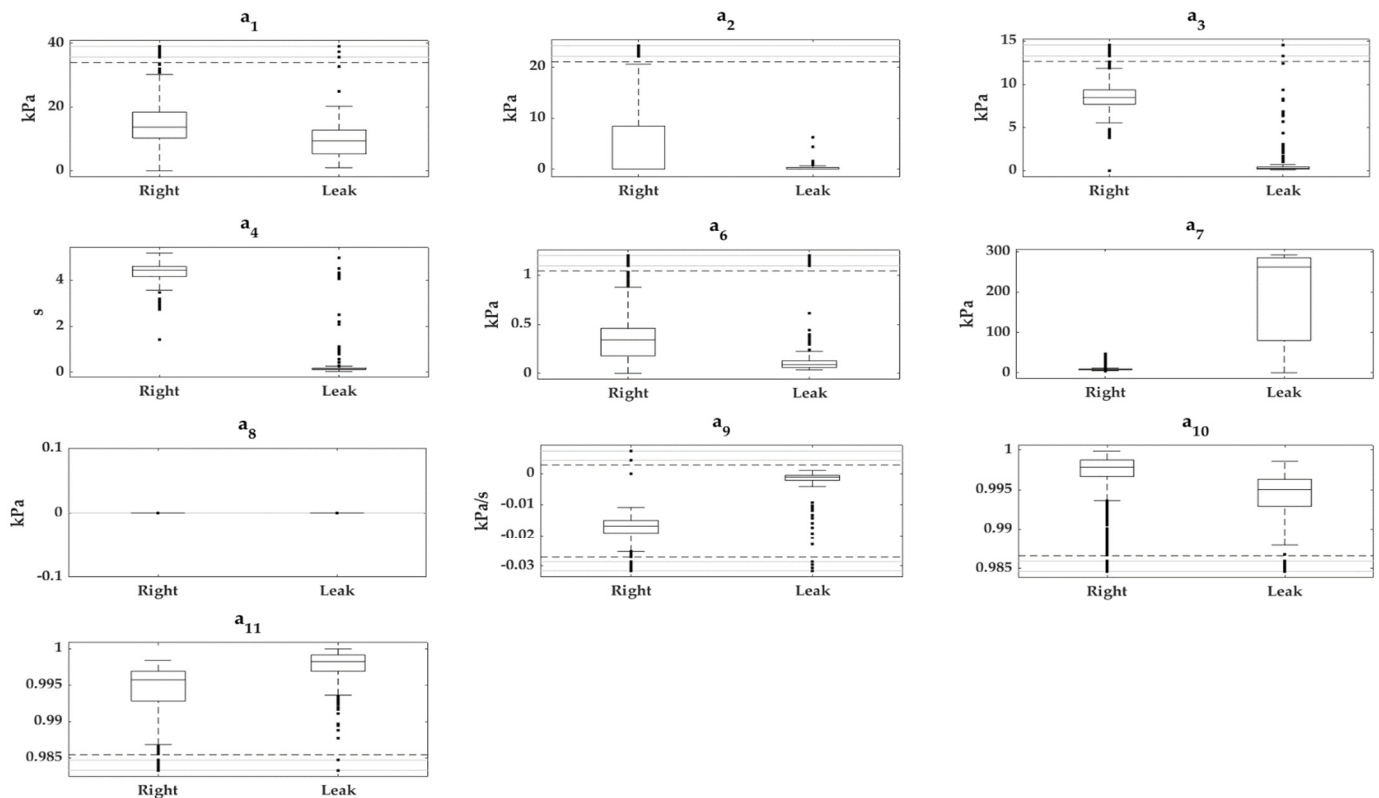 a1
40
20
0
kPa
Right Leak
a2
20
10
0
kPa
Right Leak
a3
15
10
5
0
kPa
Right Leak
a4
4
2
0
s
Right Leak
a6
1
0.5
0
kPa
Right Leak
a7
300
200
100
0
kPa
Right Leak
a8
0.1
0
-0.1
kPa
Right Leak
a9
0
-0.01
-0.02
-0.03
kPa/s
Right Leak
a10
1
0.995
0.99
0.985
Right Leak
a11
1
0.995
0.99
0.985
Right Leak